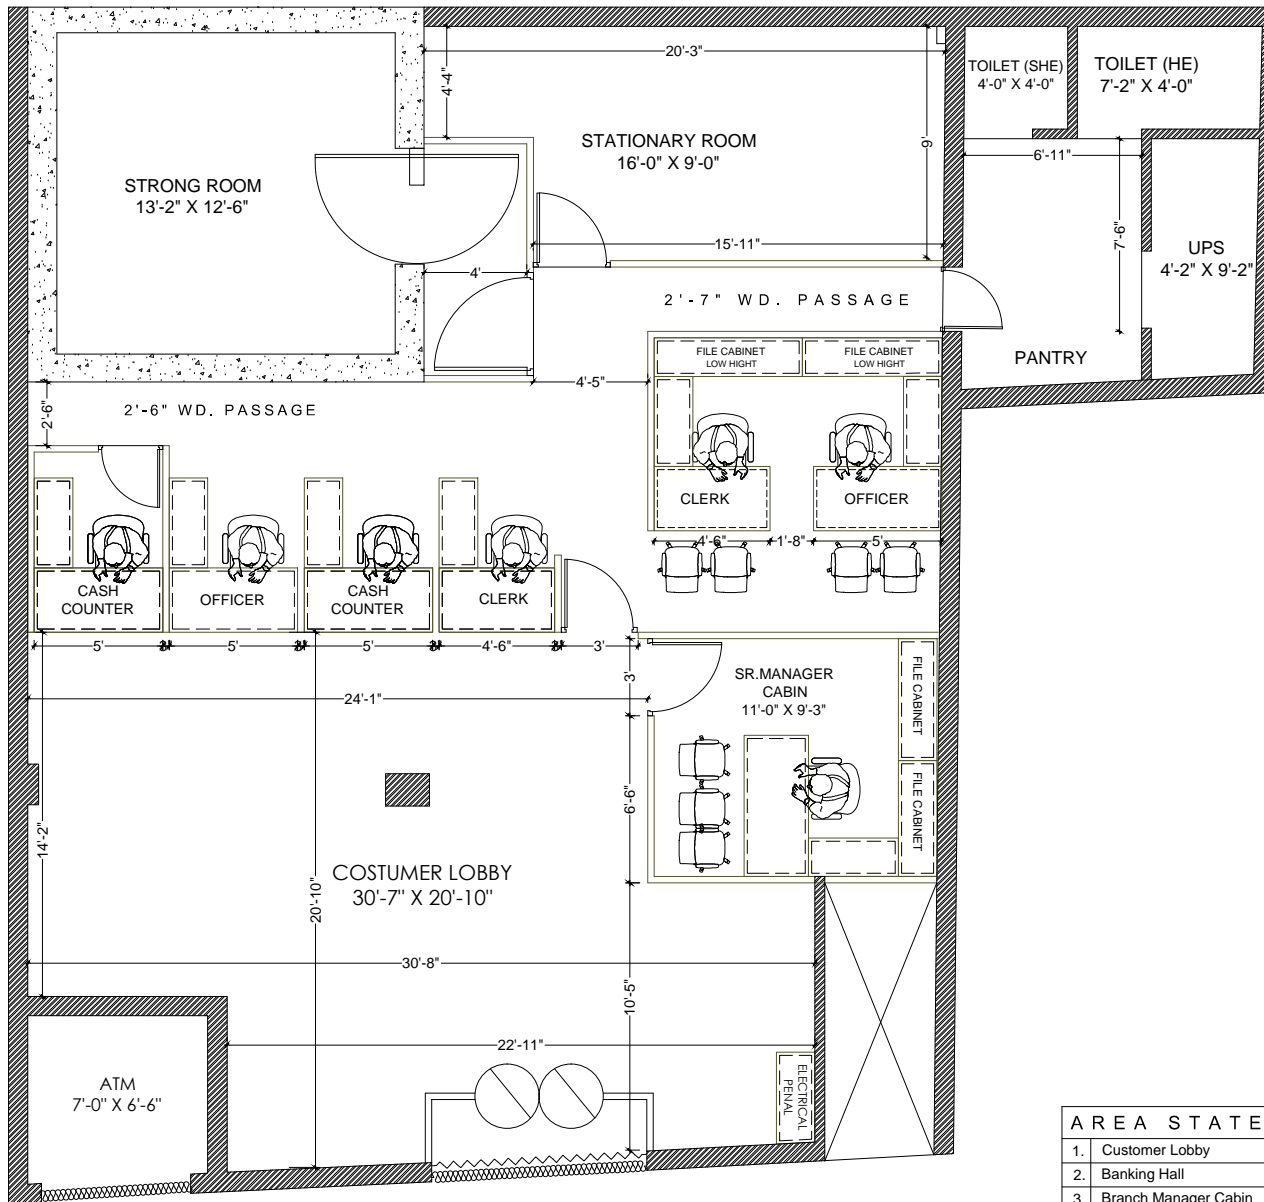 20'-3"
4'-4"
TOILET (SHE)
4'-0" X 4'-0"
TOILET (HE)
7'-2" X 4'-0"
STATIONARY ROOM
16'-0" X 9'-0"
9'
6'-11"
STRONG ROOM
13'-2" X 12'-6"
15'-11"
7'-6"
UPS
4'-2" X 9'-2"
4'
2'-7" WD. PASSAGE
FILE CABINET
LOW HIGHT
FILE CABINET
LOW HIGHT
PANTRY
4'-5"
2'-6"
2'-6" WD. PASSAGE
CLERK
OFFICER
4'-6"
1'-8"
5'
CASH
COUNTER
OFFICER
CASH
COUNTER
CLERK
5'
5'
5'
4'-6"
3'
3'
SR.MANAGER
CABIN
11'-0" X 9'-3"
FILE CABINET
24'-1"
6'-6"
FILE CABINET
14'-2"
20'-10"
COSTUMER LOBBY
30'-7" X 20'-10"
30'-8"
10'-5"
22'-11"
ATM
7'-0" X 6'-6"
ELECTRICAL
PENAL
AREA STATE
1. Customer Lobby
2. Banking Hall
3. Branch Manager Cabin